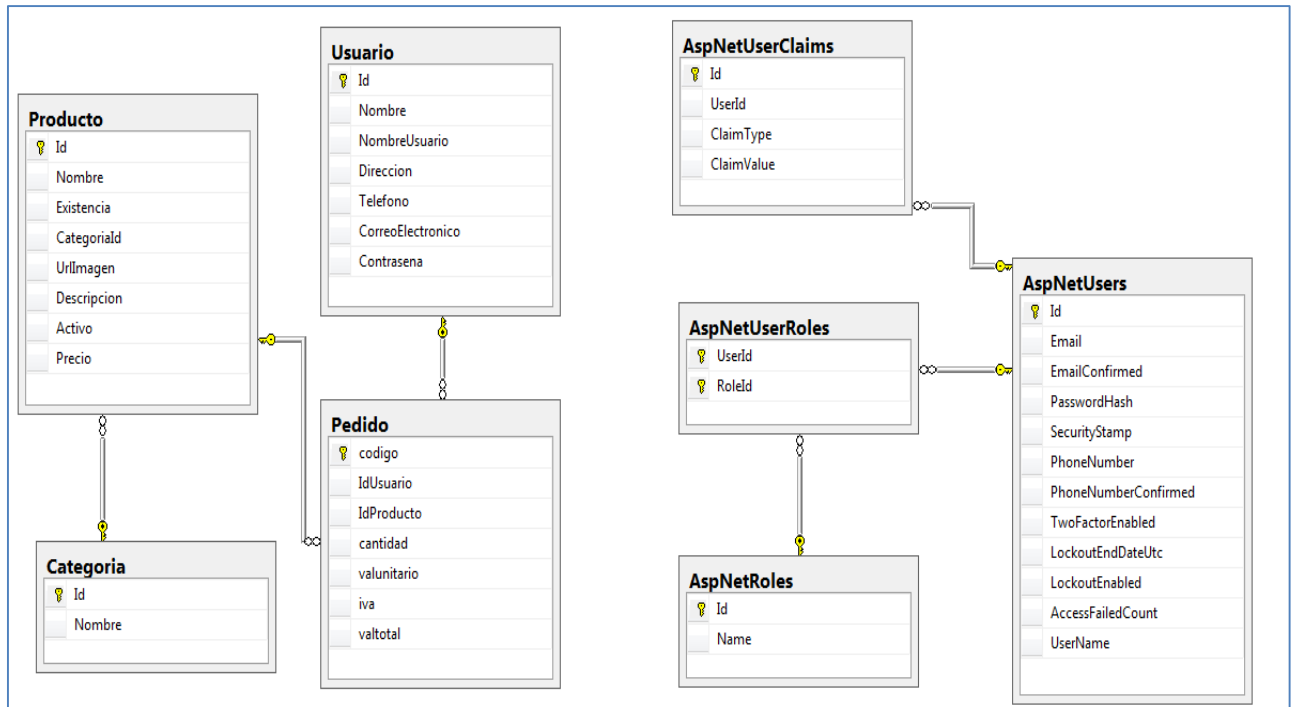 Producto
Id
Nombre
Existencia
CategoriaId
UrlImagen
Descripcion
Activo
Precio
Categoria
Id
Nombre
Usuario
Id
Nombre
NombreUsuario
Direccion
Telefono
CorreoElectronico
Contrasena
Pedido
codigo
IdUsuario
IdProducto
cantidad
valunitario
iva
valtotal
AspNetUserClaims
Id
UserId
ClaimType
ClaimValue
AspNetUserRoles
UserId
RoleId
AspNetRoles
Id
Name
AspNetUsers
Id
Email
EmailConfirmed
PasswordHash
SecurityStamp
PhoneNumber
PhoneNumberConfirmed
TwoFactorEnabled
LockoutEndDateUtc
LockoutEnabled
AccessFailedCount
UserName